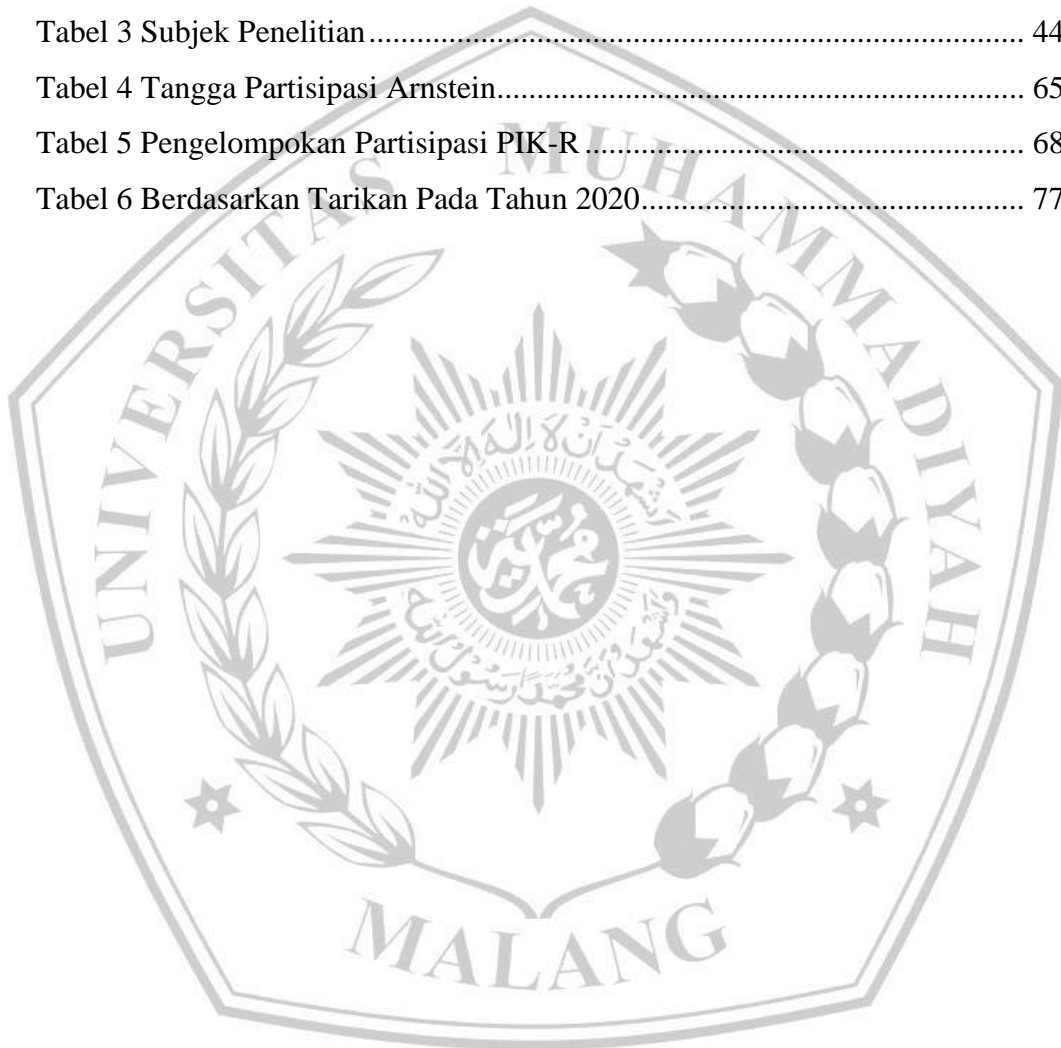 Tabel 3 Subjek Penelitian.................................................................................. 44
Tabel 4 Tangga Partisipasi Arnstein.................................................................. 65
Tabel 5 Pengelompokan Partisipasi PIK-R ....................................................... 68
Tabel 6 Berdasarkan Tarikan Pada Tahun 2020................................................ 77
UNIVERSITAS MUHAMMADIYAH
MALANG